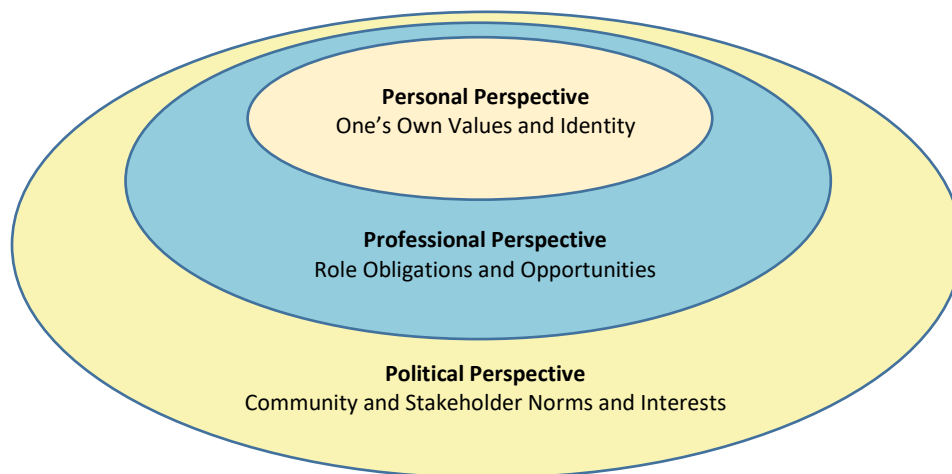 Personal Perspective
One’s Own Values and Identity
Professional Perspective
Role Obligations and Opportunities
Political Perspective
Community and Stakeholder Norms and Interests